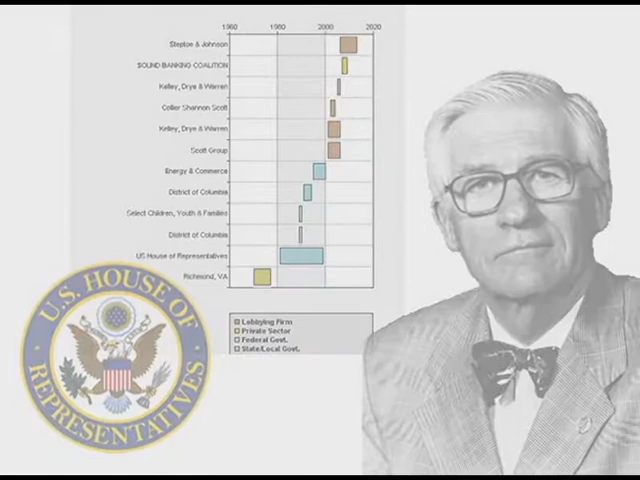 1960 1980 2000 2020
Steptoe & Johnson
SOUND BANKING COALITION
Kelley, Drye & Warren
Collier Shannon Scott
Kelley, Drye & Warren
Scott Group
Energy & Commerce
District of Columbia
Select Children, Youth & Families
District of Columbia
US House of Representatives
Richmond, VA
Lobbying Firm
Private Sector
Federal Govt.
State/Local Govt.
U.S. HOUSE OF
REPRESENTATIVES